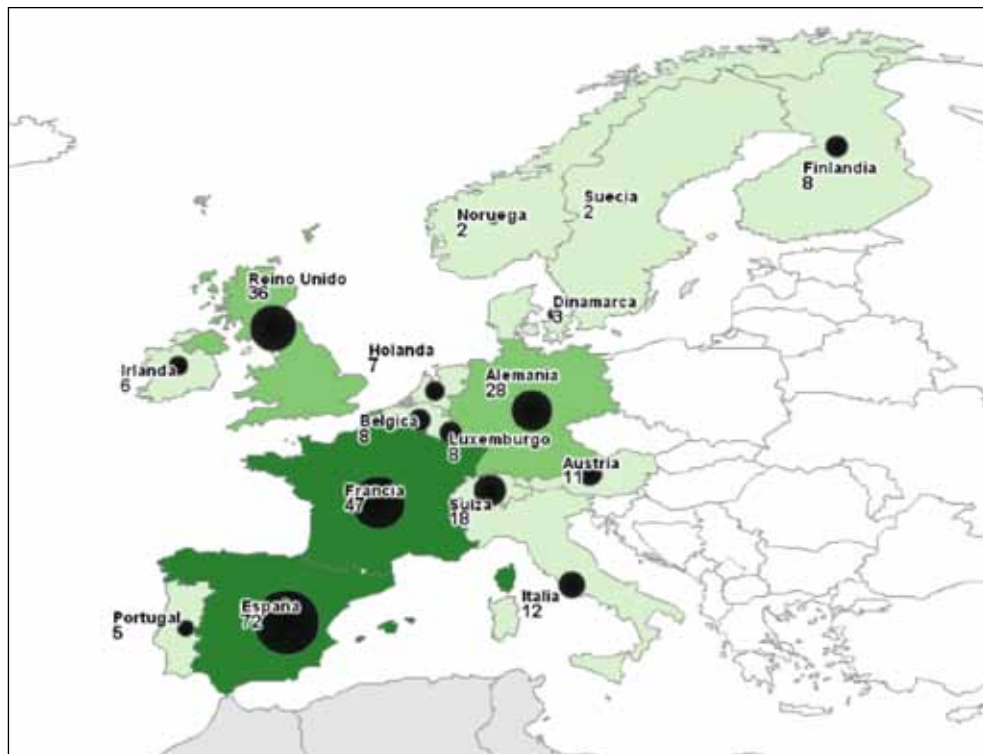 Finlandia
8
Noruega
2
Suecia
2
Reino Unido
36
Dinamarca
3
Holanda
7
Irlanda
6
Alemania
28
Belgica
8
Luxemburgo
8
Austria
11
Francia
47
Suiza
18
Italia
12
España
72
Portugal
5